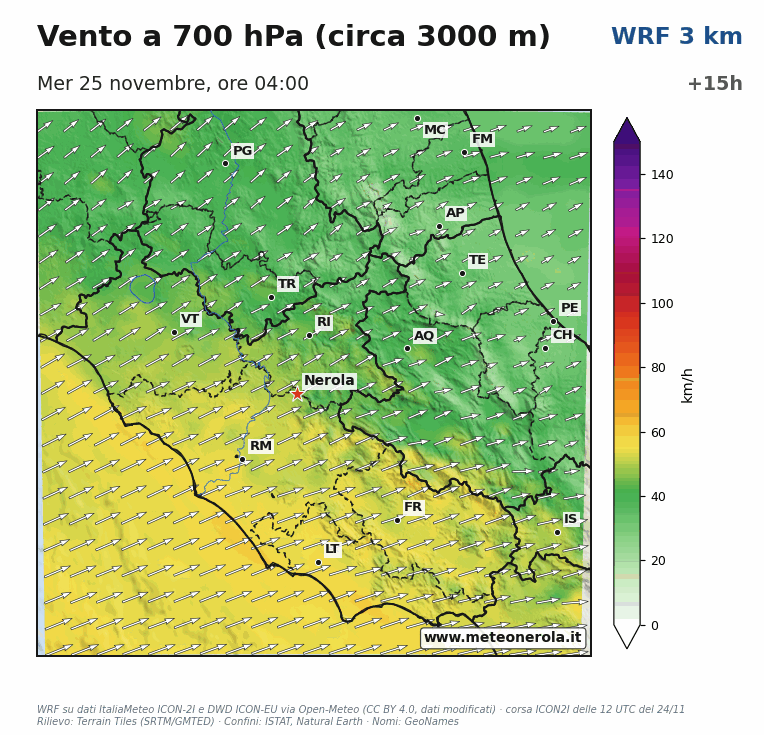 Vento a 700 hPa (circa 3000 m)
WRF 3 km
Mer 25 novembre, ore 04:00
+15h
MC
FM
PG
AP
TE
TR
PE
VT
RI
AQ
CH
Nerola
RM
FR
IS
LT
www.meteonerola.it
140
120
100
80
60
40
20
0
km/h
WRF su dati ItaliaMeteo ICON-2I e DWD ICON-EU via Open-Meteo (CC BY 4.0, dati modificati) · corsa ICON2I delle 12 UTC del 24/11
Rilievo: Terrain Tiles (SRTM/GMTED) · Confini: ISTAT, Natural Earth · Nomi: GeoNames